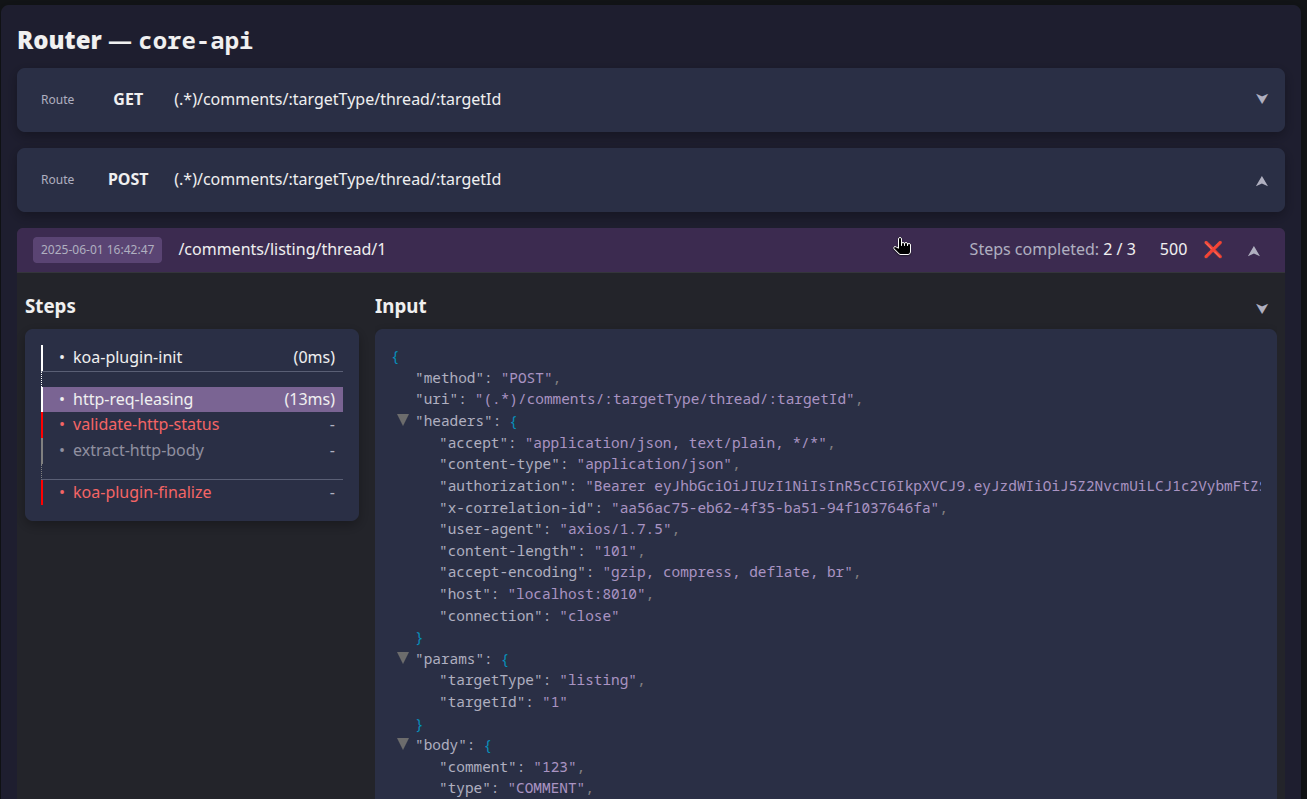 Router — core-api
Route GET (.*)/comments/:targetType/thread/:targetId
Route POST (.*)/comments/:targetType/thread/:targetId
2025-06-01 16:42:47 /comments/listing/thread/1 Steps completed: 2 / 3 500
Steps
• koa-plugin-init (0ms)
• http-req-leasing (13ms)
• validate-http-status -
• extract-http-body -
• koa-plugin-finalize -
Input
{
"method": "POST",
"uri": "(.*)/comments/:targetType/thread/:targetId",
"headers": {
"accept": "application/json, text/plain, */*",
"content-type": "application/json",
"authorization": "Bearer eyJhbGciOiJIUzI1NiIsInR5cCI6IkpXVCJ9.eyJzdWIiOiJ5Z2NvcmUiLCJ1c2VybmFtZS
"x-correlation-id": "aa56ac75-eb62-4f35-ba51-94f1037646fa",
"user-agent": "axios/1.7.5",
"content-length": "101",
"accept-encoding": "gzip, compress, deflate, br",
"host": "localhost:8010",
"connection": "close"
}
"params": {
"targetType": "listing",
"targetId": "1"
}
"body": {
"comment": "123",
"type": "COMMENT",